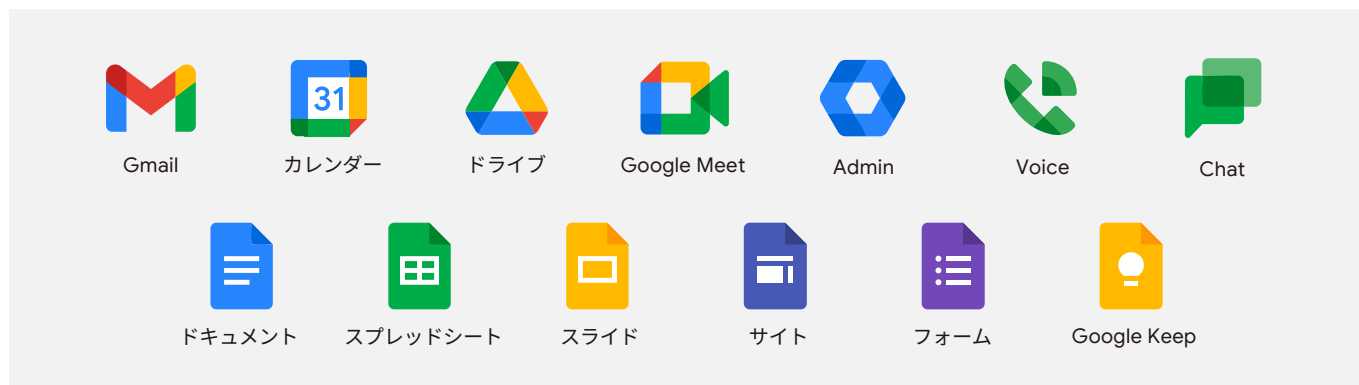 31
Gmail
カレンダー
ドライブ
Google Meet
Admin
Voice
Chat
ドキュメント
スプレッドシート
スライド
サイト
フォーム
Google Keep